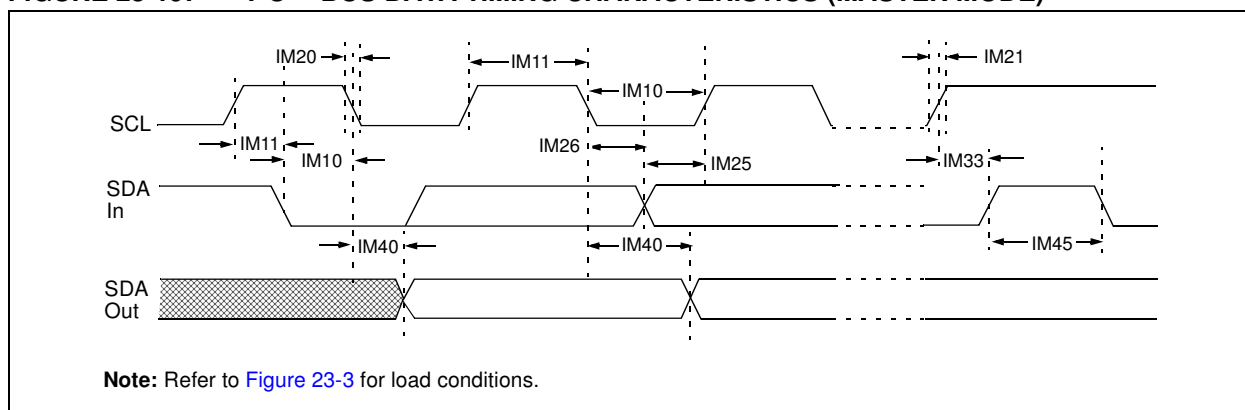 IM20 IM11 IM21
IM10
SCL
IM11 IM26 IM33
IM10 IM25
SDA
In
IM40 IM40 IM45
SDA
Out
Note: Refer to Figure 23-3 for load conditions.